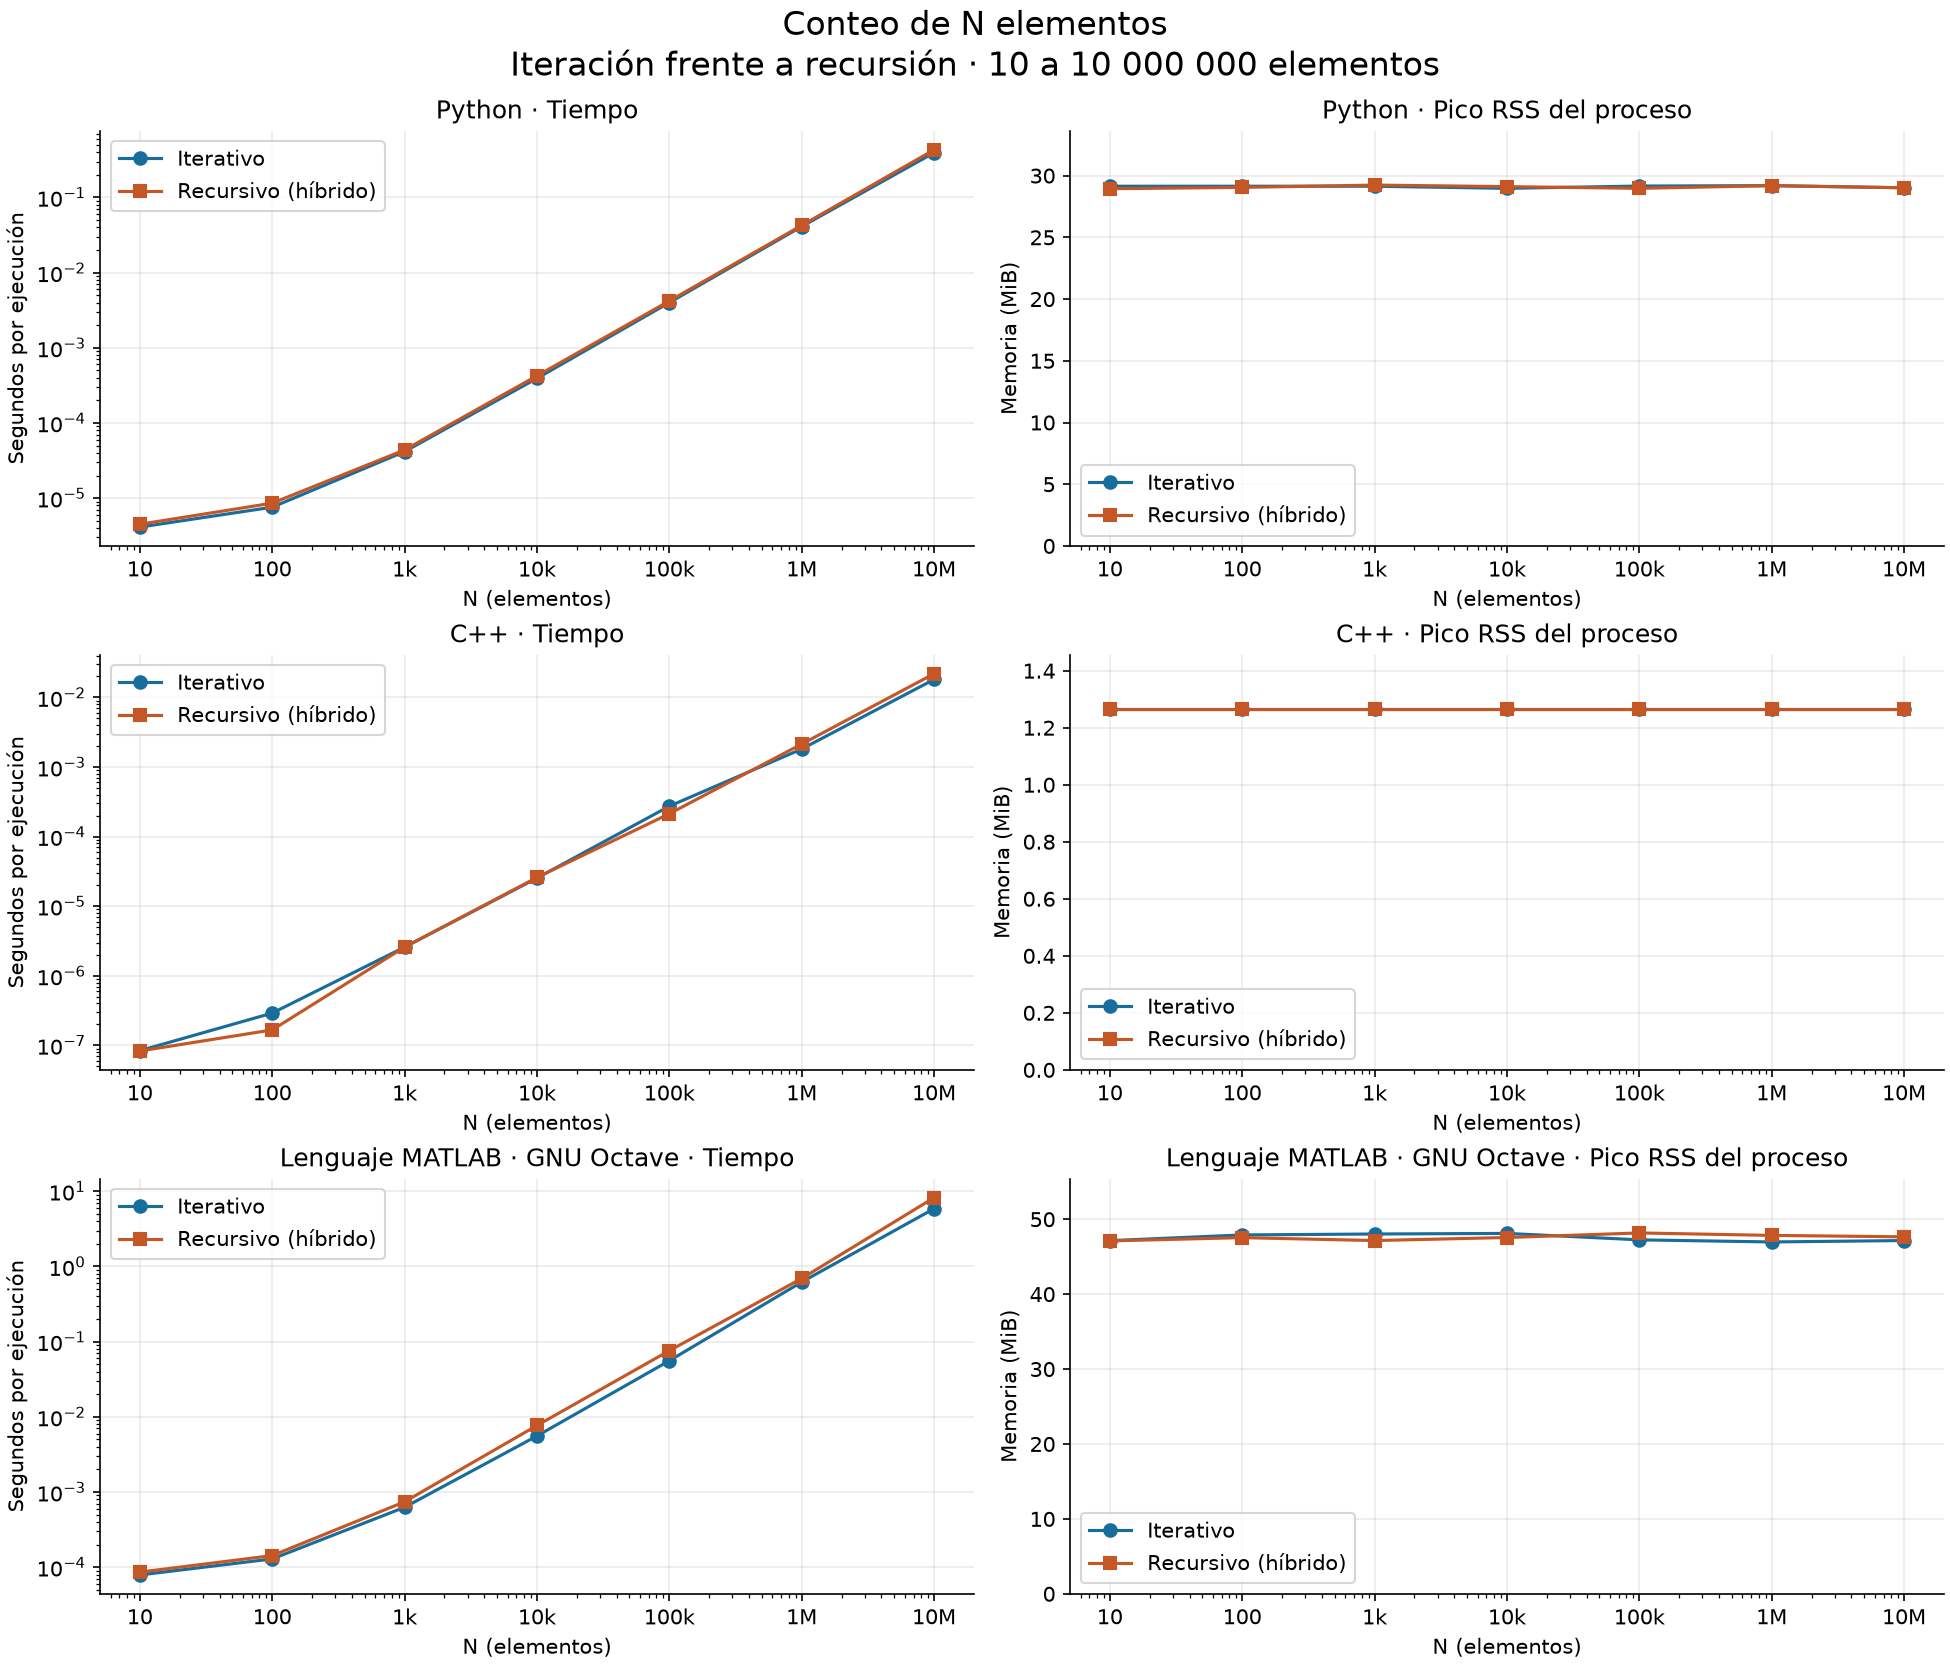 Conteo de N elementos
Iteración frente a recursión · 10 a 10 000 000 elementos
Python · Tiempo
Segundos por ejecución
10⁻¹
10⁻²
10⁻³
10⁻⁴
10⁻⁵
Iterativo
Recursivo (híbrido)
10 100 1k 10k 100k 1M 10M
N (elementos)
Python · Pico RSS del proceso
Memoria (MiB)
30
25
20
15
10
5
0
Iterativo
Recursivo (híbrido)
10 100 1k 10k 100k 1M 10M
N (elementos)
C++ · Tiempo
Segundos por ejecución
10⁻²
10⁻³
10⁻⁴
10⁻⁵
10⁻⁶
10⁻⁷
Iterativo
Recursivo (híbrido)
10 100 1k 10k 100k 1M 10M
N (elementos)
C++ · Pico RSS del proceso
Memoria (MiB)
1.4
1.2
1.0
0.8
0.6
0.4
0.2
0.0
Iterativo
Recursivo (híbrido)
10 100 1k 10k 100k 1M 10M
N (elementos)
Lenguaje MATLAB · GNU Octave · Tiempo
Segundos por ejecución
10¹
10⁰
10⁻¹
10⁻²
10⁻³
10⁻⁴
Iterativo
Recursivo (híbrido)
10 100 1k 10k 100k 1M 10M
N (elementos)
Lenguaje MATLAB · GNU Octave · Pico RSS del proceso
Memoria (MiB)
50
40
30
20
10
0
Iterativo
Recursivo (híbrido)
10 100 1k 10k 100k 1M 10M
N (elementos)